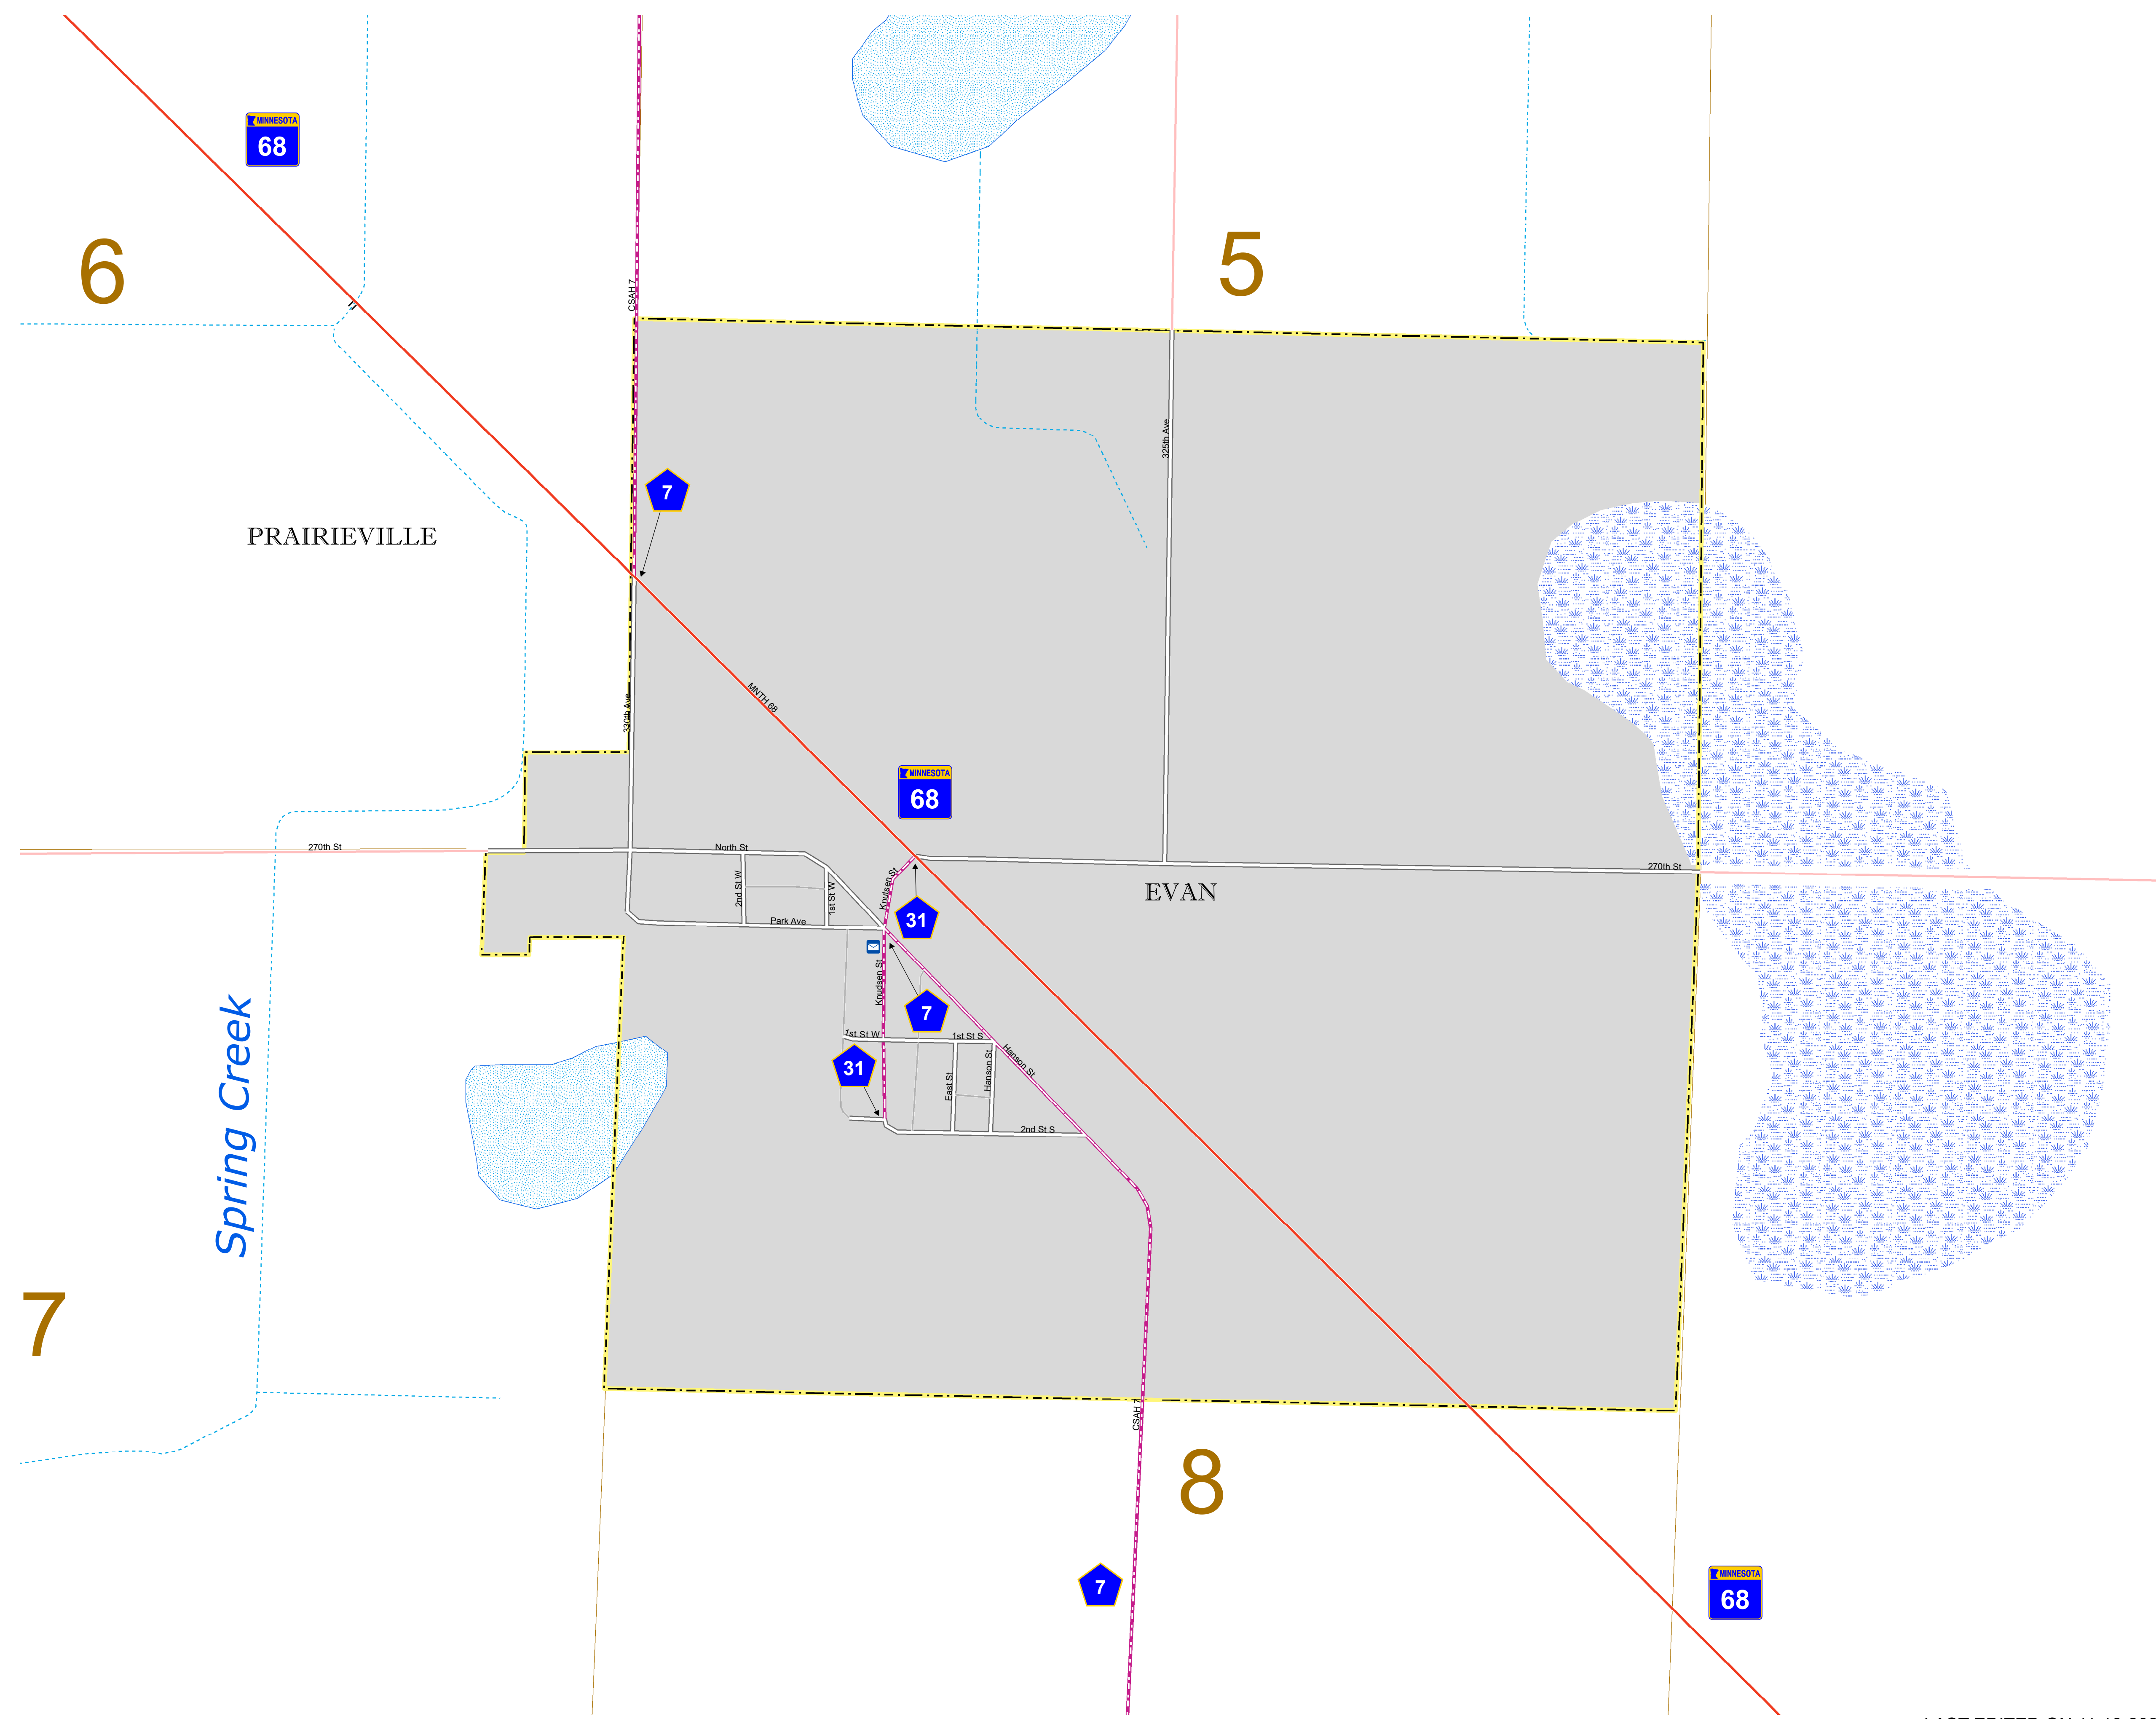 MINNESOTA
68
6
5
CSAH 7
7
325th Ave
PRAIRIEVILLE
330th Ave
MNTH 68
MINNESOTA
68
270th St
North St
270th St
2nd St W
1st St W
Knutsen St
EVAN
31
Park Ave
Knudsen St
7
Spring Creek
1st St W
1st St S
31
Hanson St
Hanson St
East St
2nd St S
7
CSAH 7
8
7
MINNESOTA
68